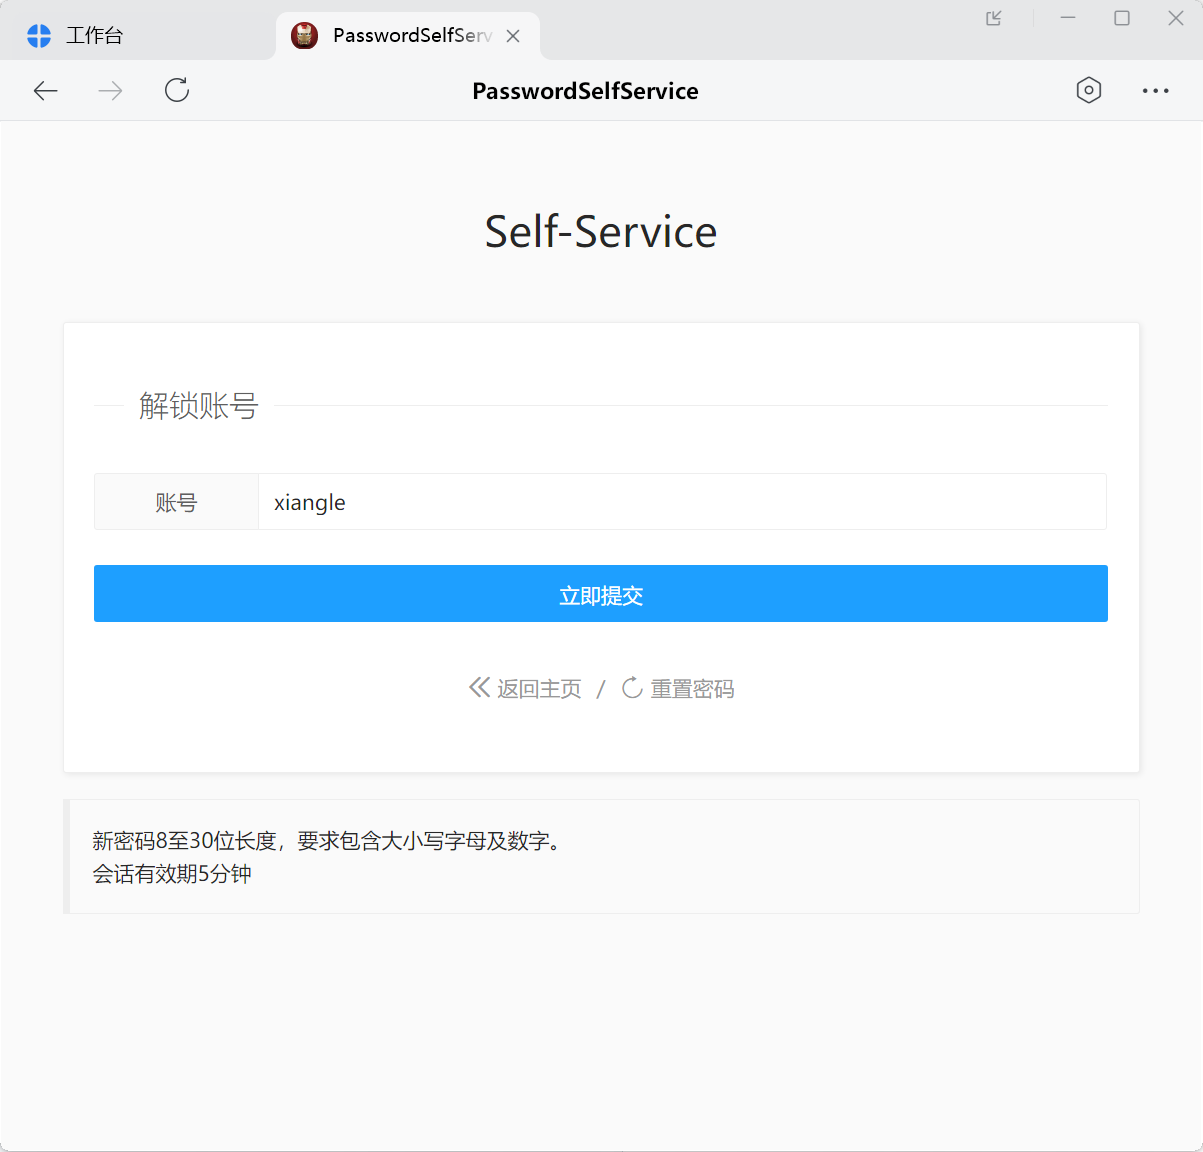 工作台
PasswordSelfServ
PasswordSelfService
Self-Service
解锁账号
账号 xiangle
立即提交
返回主页 / 重置密码
新密码8至30位长度，要求包含大小写字母及数字。
会话有效期5分钟